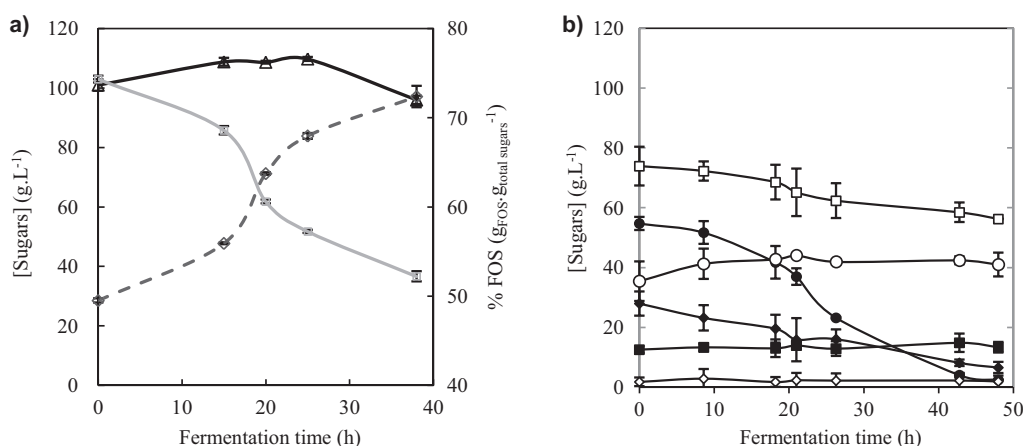 a)
120
100
80
60
40
20
0
[Sugars] (g.L-1)
80
70
60
50
40
% FOS (gFOS.gtotal sugars-1)
0 10 20 30 40
Fermentation time (h)
b)
120
100
80
60
40
20
0
[Sugars] (g.L-1)
0 10 20 30 40 50
Fermentation time (h)